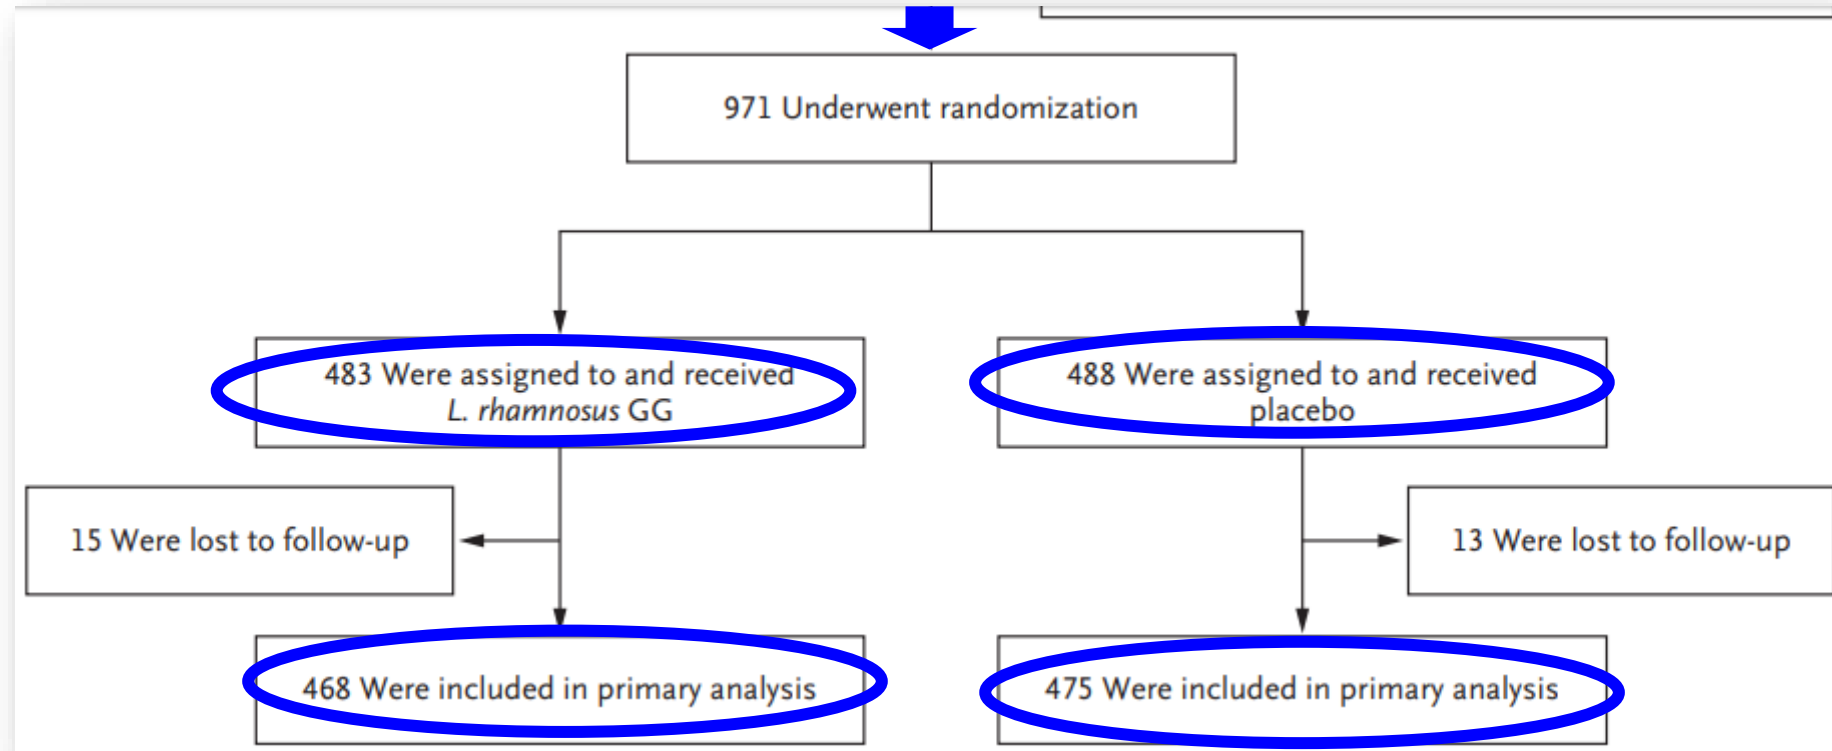 971 Underwent randomization
483 Were assigned to and received
L. rhamnosus GG
488 Were assigned to and received
placebo
15 Were lost to follow-up
13 Were lost to follow-up
468 Were included in primary analysis
475 Were included in primary analysis